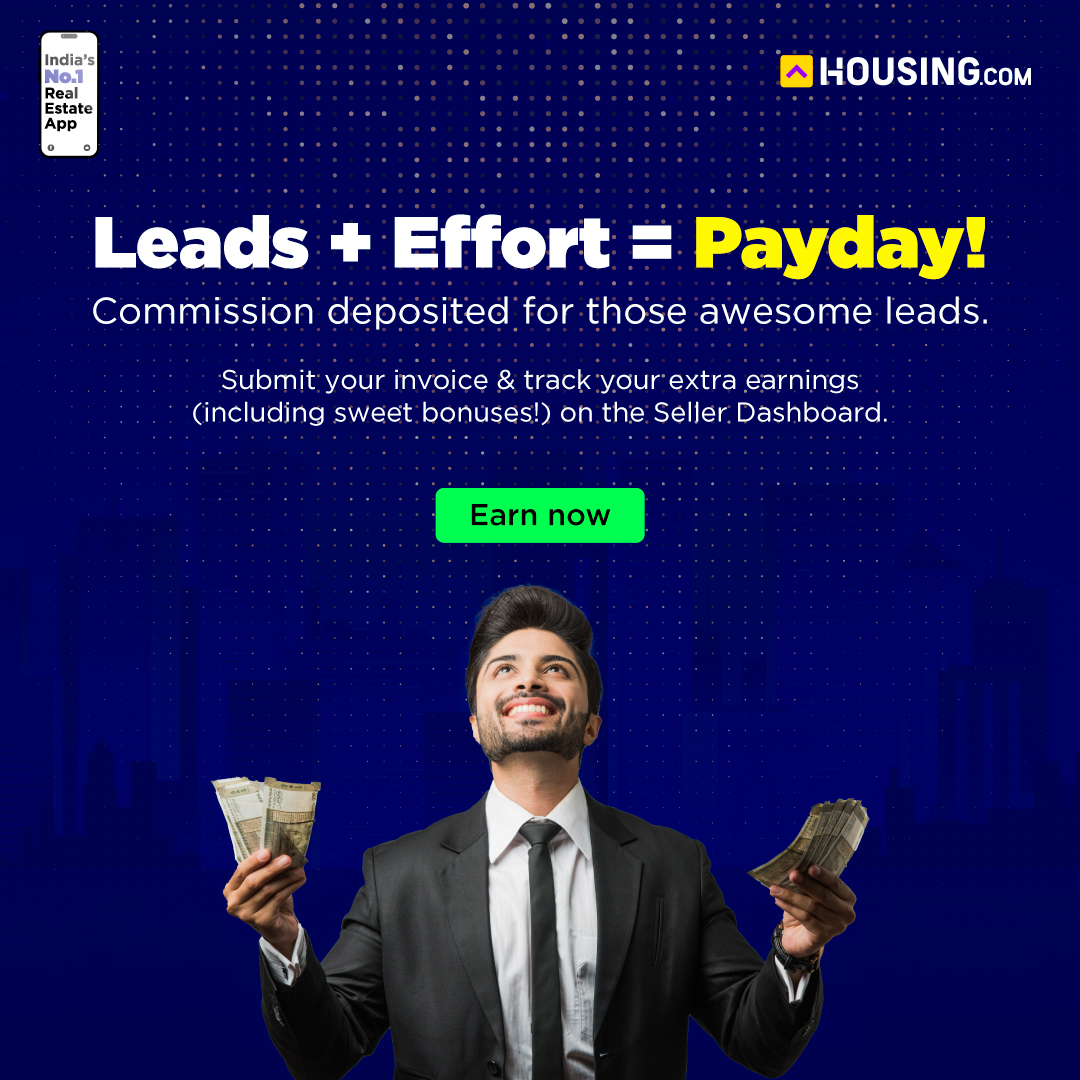 India's
No.1
Real
Estate
App
HOUSING.COM
Leads + Effort = Payday!
Commission deposited for those awesome leads.
Submit your invoice & track your extra earnings
(including sweet bonuses!) on the Seller Dashboard.
Earn now